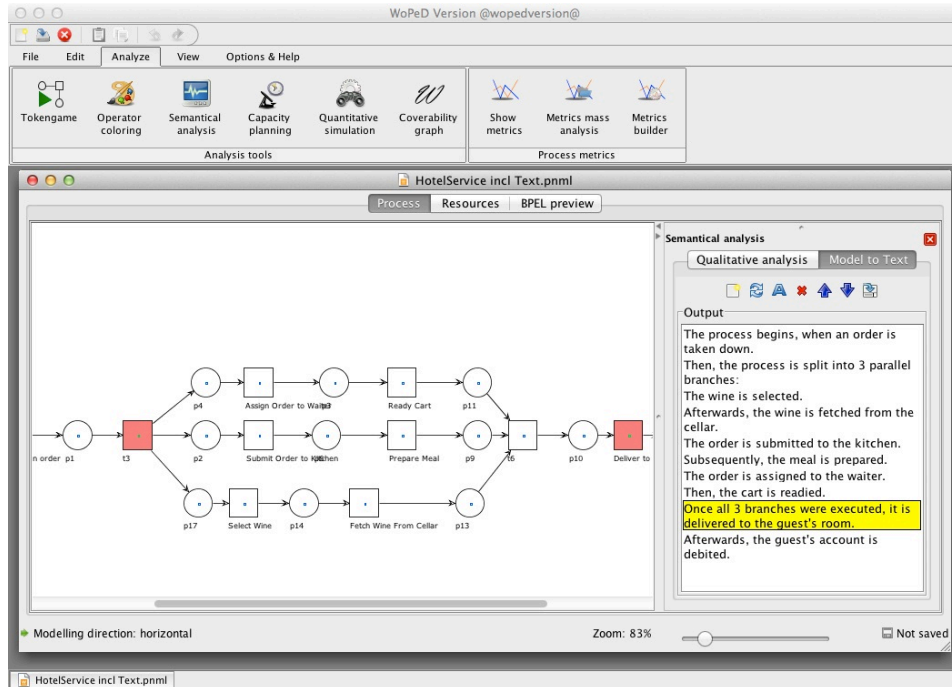 WoPeD Version @wopedversion@
File Edit Analyze View Options & Help
Tokengame Operator coloring Semantical analysis Capacity planning Quantitative simulation Coverability graph Show metrics Metrics mass analysis Metrics builder
Analysis tools Process metrics
HotelService incl Text.pnml
Process Resources BPEL preview
Semantical analysis
Qualitative analysis Model to Text
Output
The process begins, when an order is
taken down.
Then, the process is split into 3 parallel
branches:
The wine is selected.
Afterwards, the wine is fetched from the
cellar.
The order is submitted to the kitchen.
Subsequently, the meal is prepared.
The order is assigned to the waiter.
Then, the cart is readied.
Once all 3 branches were executed, it is
delivered to the guest's room.
Afterwards, the guest's account is
debited.
p4 Assign Order to Waiter Ready Cart p11
n order p1 t3 p2 Submit Order to Kitchen Prepare Meal p9 t6 p10 Deliver to
p17 Select Wine p14 Fetch Wine From Cellar p13
Modelling direction: horizontal Zoom: 83% Not saved
HotelService incl Text.pnml